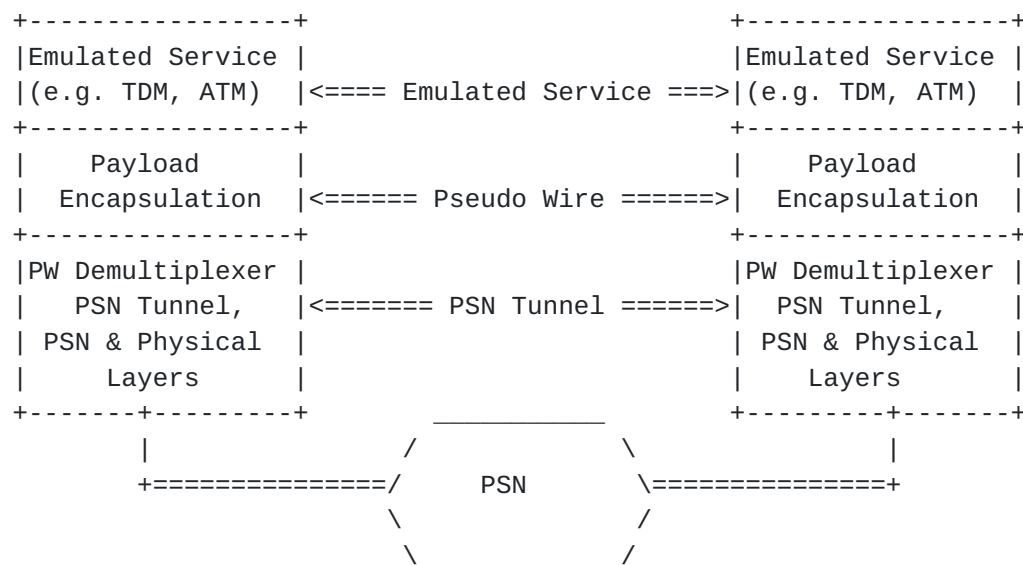 +-----------------+                           +-----------------+
|Emulated Service |                           |Emulated Service |
|(e.g. TDM, ATM)  |<==== Emulated Service ===>|(e.g. TDM, ATM)  |
+-----------------+                           +-----------------+
|    Payload      |                           |    Payload      |
|  Encapsulation  |<====== Pseudo Wire ======>|  Encapsulation  |
+-----------------+                           +-----------------+
|PW Demultiplexer |                           |PW Demultiplexer |
|   PSN Tunnel,   |<======= PSN Tunnel ======>|  PSN Tunnel,    |
| PSN & Physical  |                           | PSN & Physical  |
|     Layers      |                           |    Layers       |
+-------+---------+        ___________        +---------+-------+
        |                /             \                |
        +===============/     PSN       \===============+
                        \               /
                         \             /